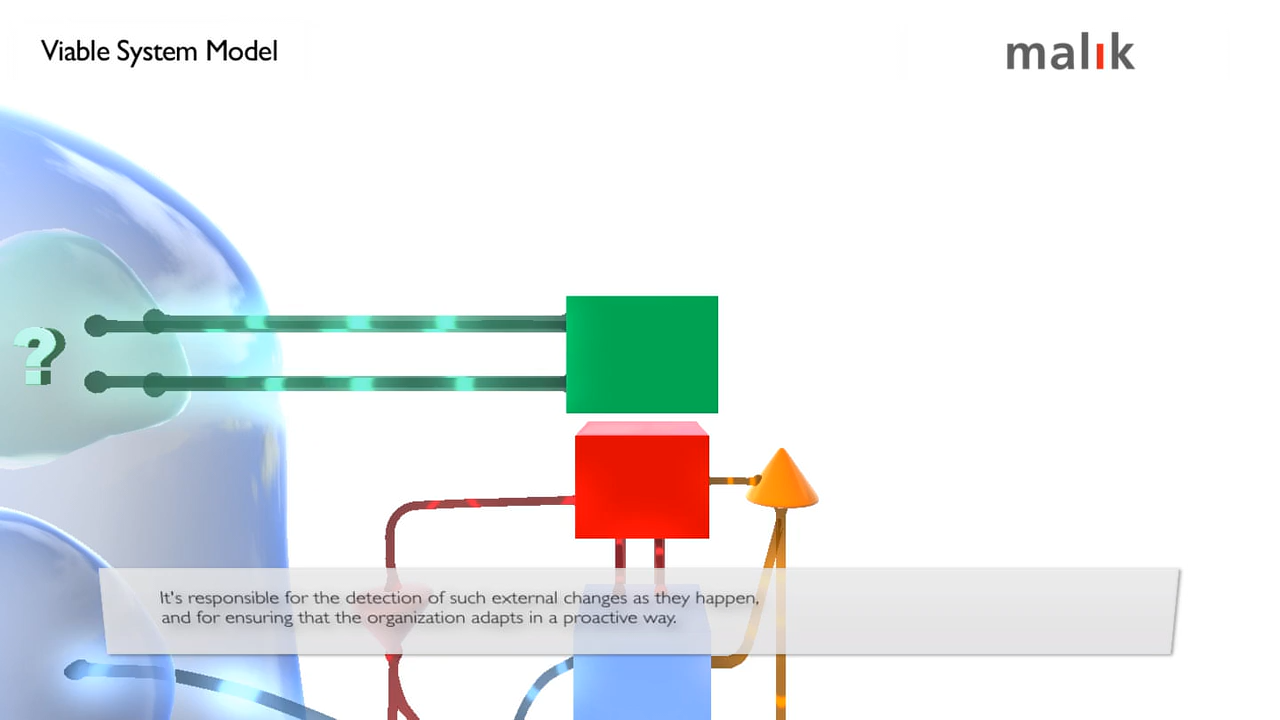 Viable System Model
malık
?
It's responsible for the detection of such external changes as they happen,
and for ensuring that the organization adapts in a proactive way.